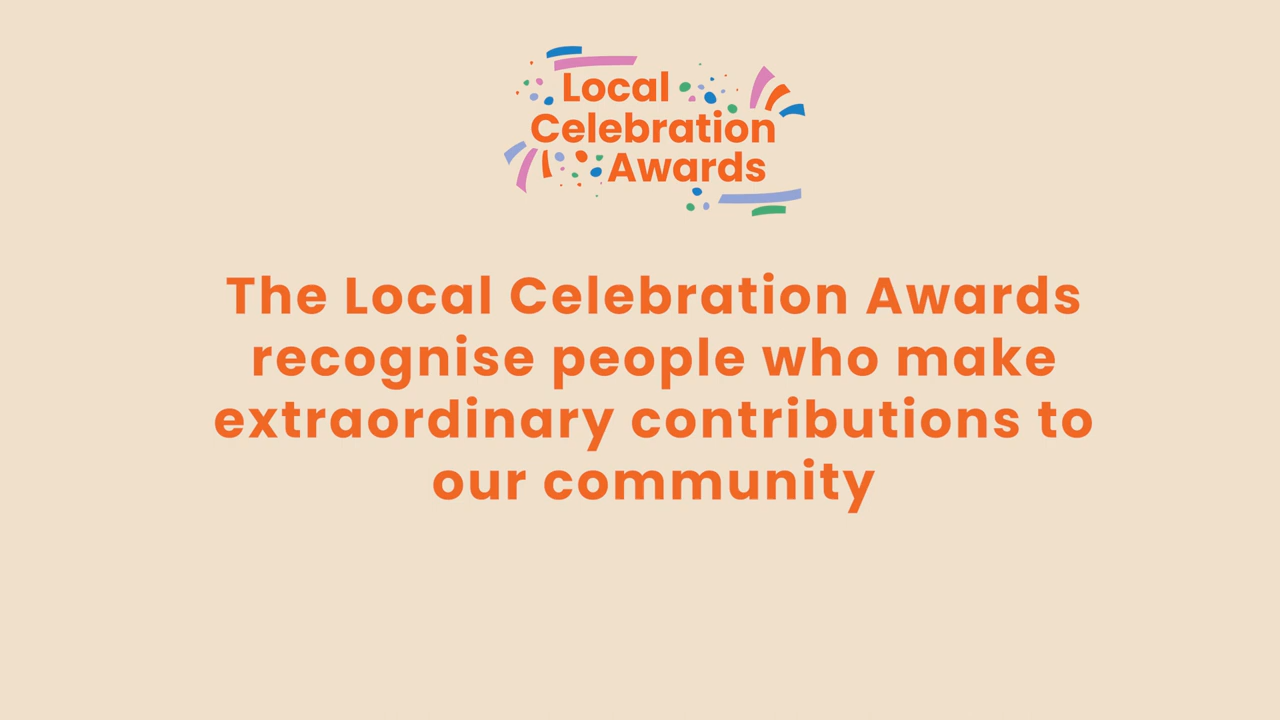 Local
Celebration
Awards
The Local Celebration Awards
recognise people who make
extraordinary contributions to
our community